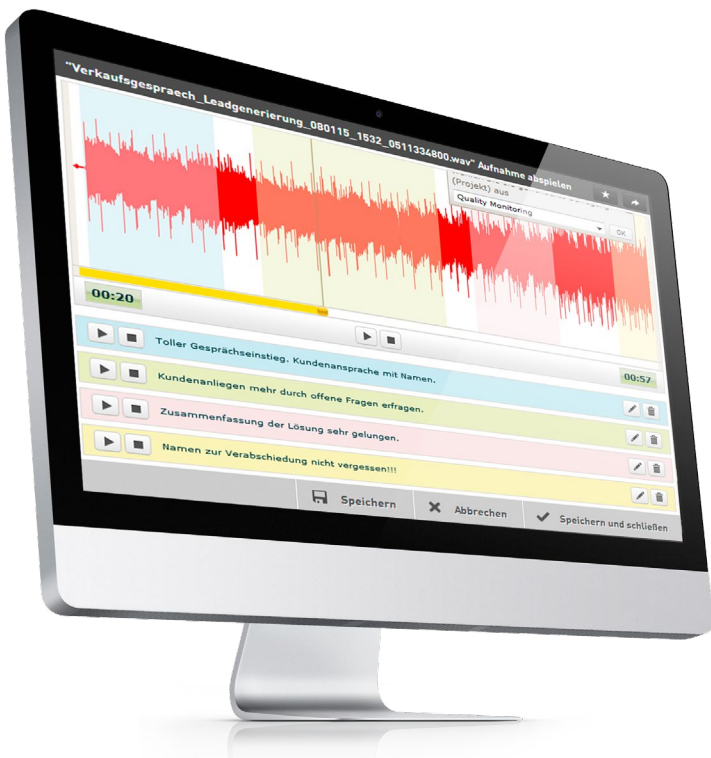 "Verkaufsgespraech_Leadgenerierung_080115_1532_0511334800.wav" Aufnahme abspielen
(Projekt) aus
Quality Monitoring
OK
00:20
00:57
Toller Gesprächseinstieg. Kundenansprache mit Namen.
Kundenanliegen mehr durch offene Fragen erfragen.
Zusammenfassung der Lösung sehr gelungen.
Namen zur Verabschiedung nicht vergessen!!!
Speichern
Abbrechen
Speichern und schließen